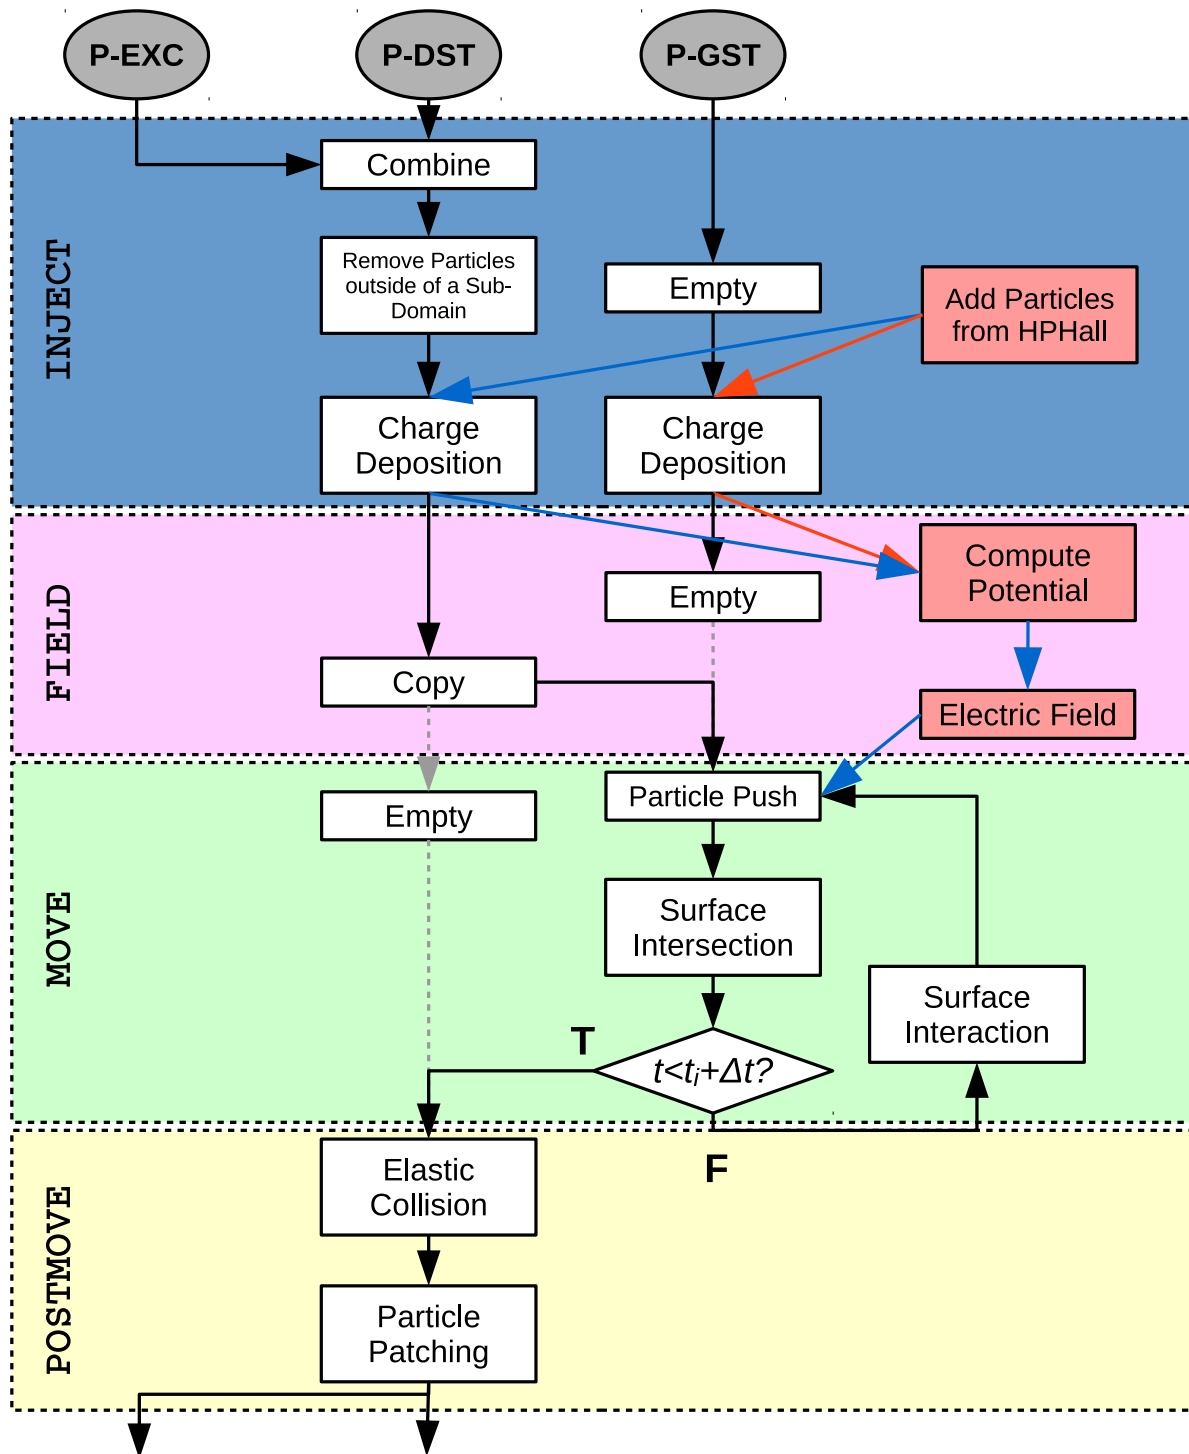 P-EXC
P-DST
P-GST
INJECT
Combine
Remove Particles
outside of a Sub-
Domain
Empty
Add Particles
from HPHall
Charge
Deposition
Charge
Deposition
FIELD
Compute
Potential
Empty
Copy
Electric Field
MOVE
Particle Push
Empty
Surface
Intersection
Surface
Interaction
T
t<tᵢ+Δt?
F
POSTMOVE
Elastic
Collision
Particle
Patching